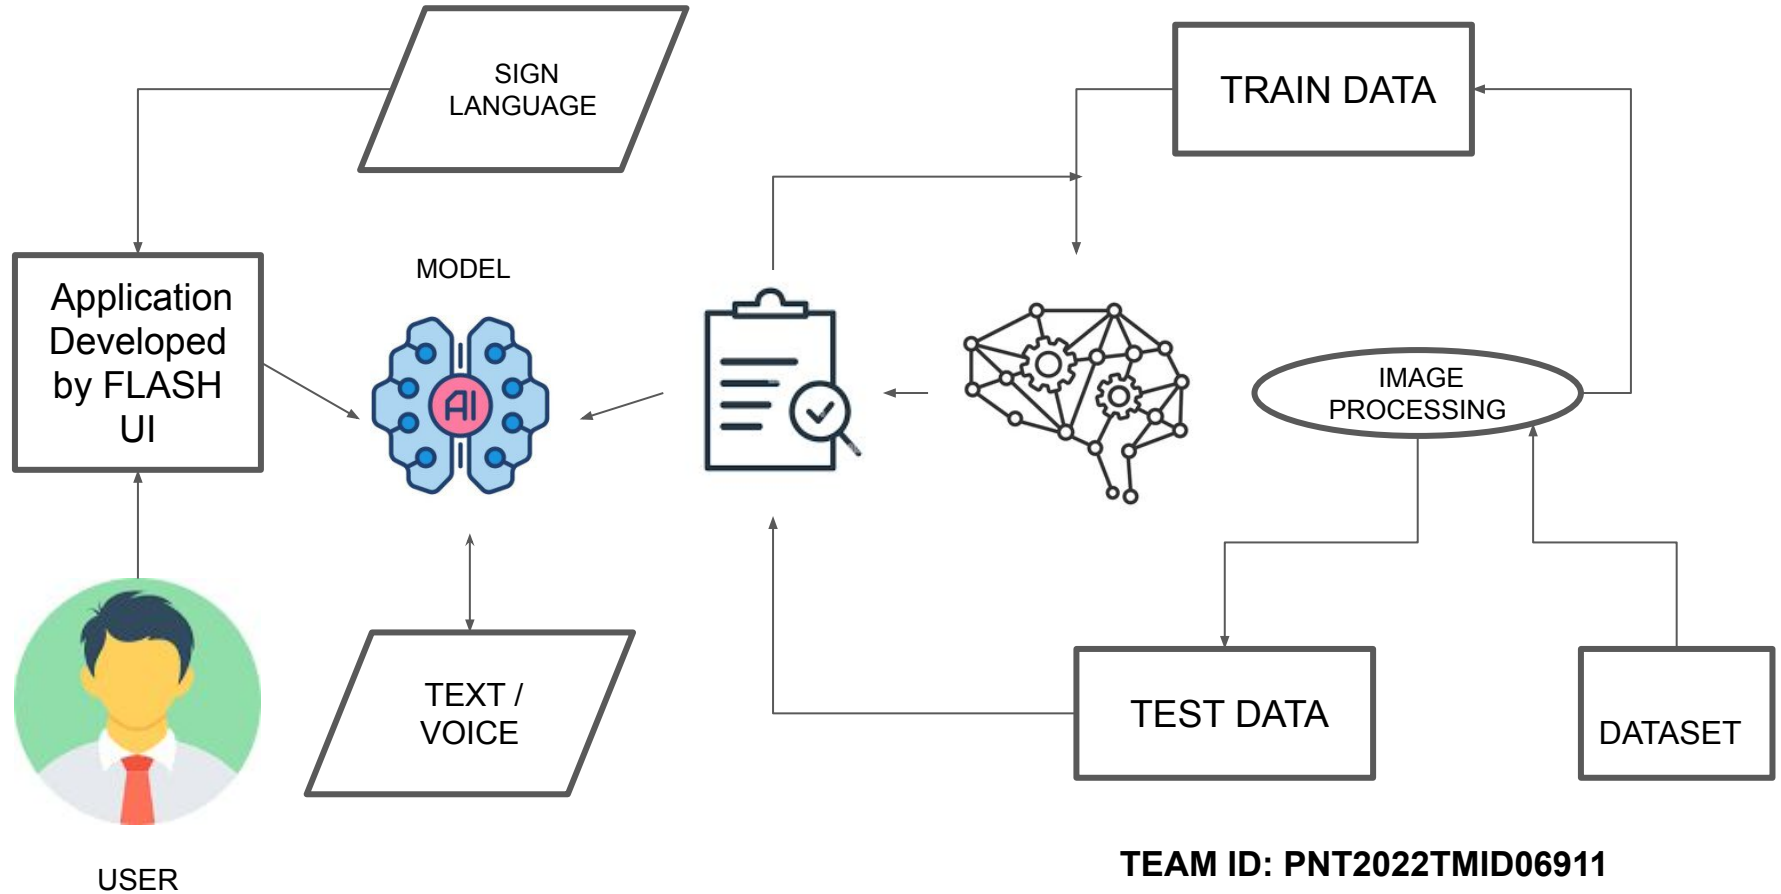 SIGN
LANGUAGE
TRAIN DATA
Application
Developed
by FLASH
UI
MODEL
AI
IMAGE
PROCESSING
TEXT /
VOICE
TEST DATA
DATASET
USER
TEAM ID: PNT2022TMID06911